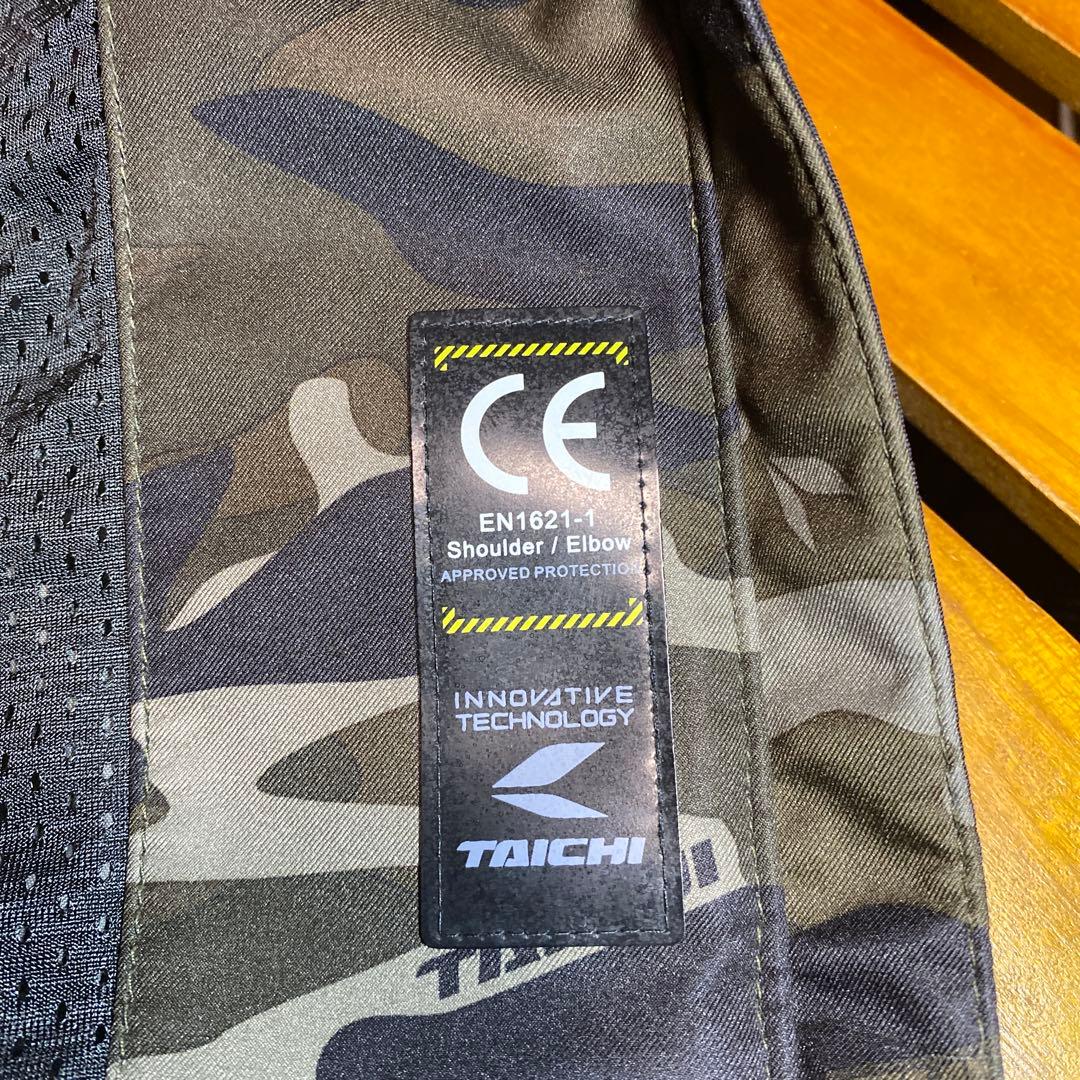 CE
EN1621-1
Shoulder / Elbow
APPROVED PROTECTION
INNOVATIVE
TECHNOLOGY
TAICHI